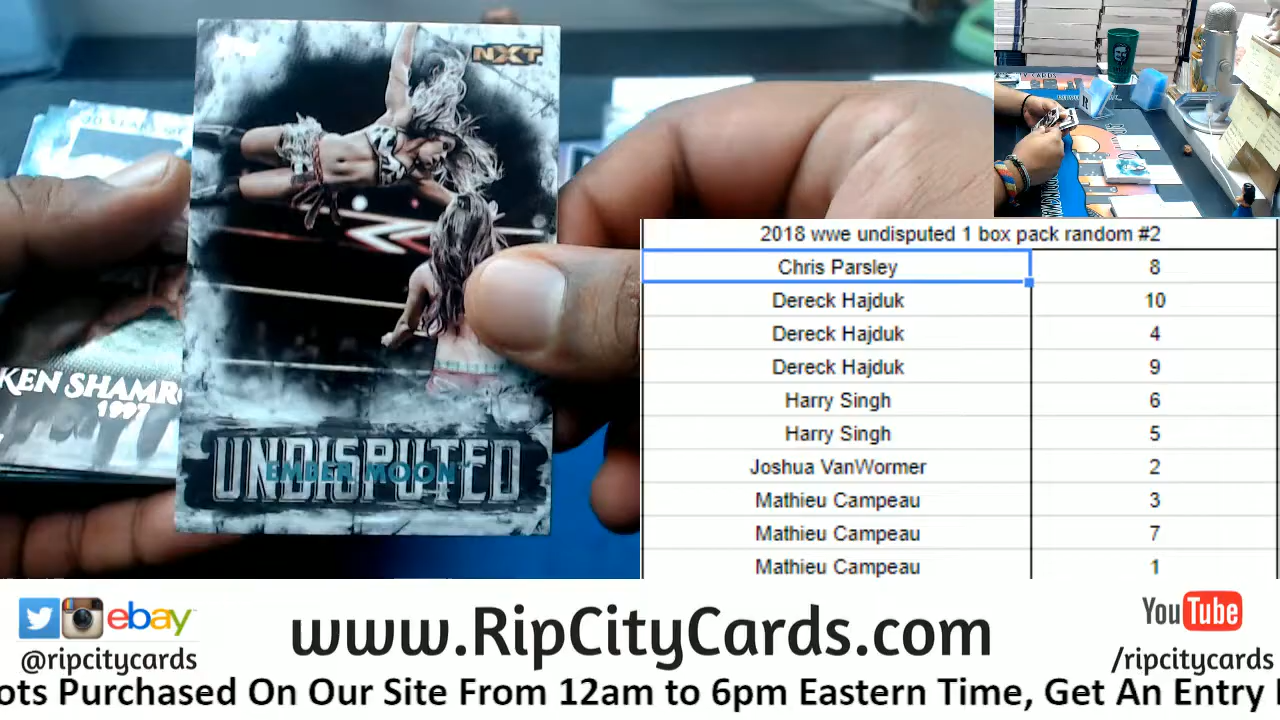 NXT
UNDISPUTED
EMBER MOON
KEN SHAMR
1997
2018 wwe undisputed 1 box pack random #2
Chris Parsley 8
Dereck Hajduk 10
Dereck Hajduk 4
Dereck Hajduk 9
Harry Singh 6
Harry Singh 5
Joshua VanWormer 2
Mathieu Campeau 3
Mathieu Campeau 7
Mathieu Campeau 1
ebay
@ripcitycards
www.RipCityCards.com
YouTube
/ripcitycards
ots Purchased On Our Site From 12am to 6pm Eastern Time, Get An Entry